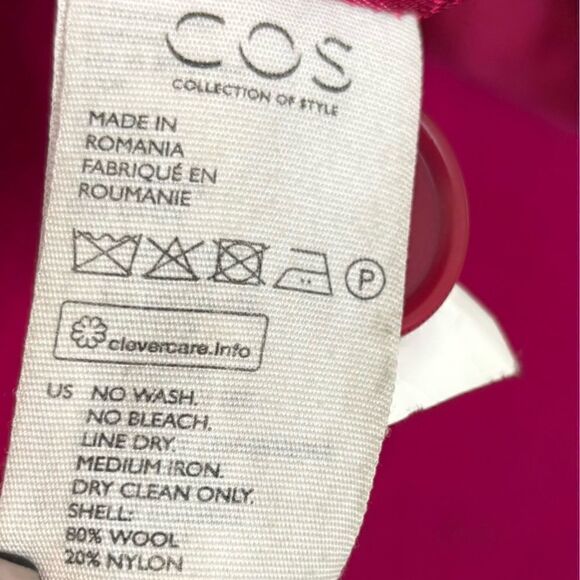 COS
COLLECTION OF STYLE
MADE IN
ROMANIA
FABRIQUÉ EN
ROUMANIE
P
clevercare.info
US NO WASH.
NO BLEACH.
LINE DRY.
MEDIUM IRON.
DRY CLEAN ONLY.
SHELL:
80% WOOL
20% NYLON